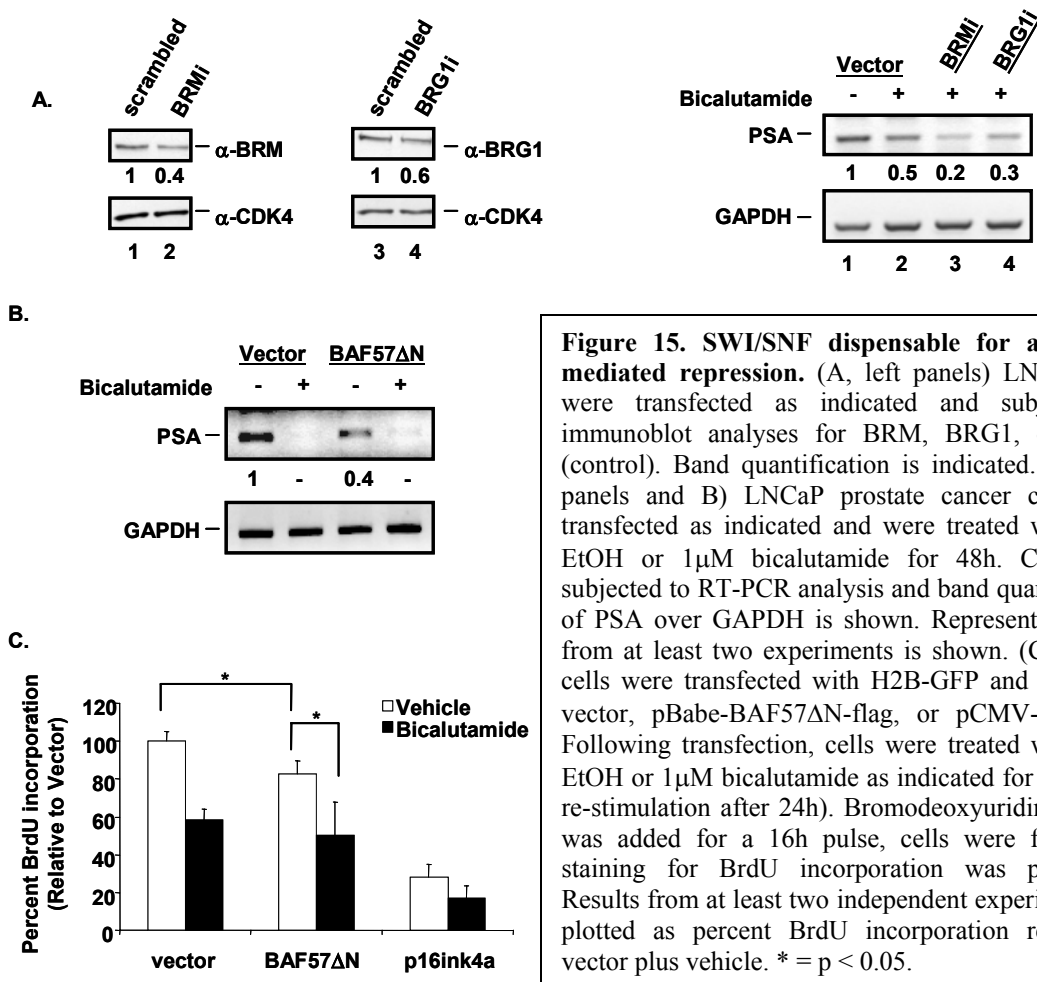 A.
scrambled
BRMi
α-BRM
1 0.4
α-CDK4
1 2
scrambled
BRG1i
α-BRG1
1 0.6
α-CDK4
3 4
Vector BRMi BRG1i
Bicalutamide - + + +
PSA
1 0.5 0.2 0.3
GAPDH
1 2 3 4
B.
Vector BAF57ΔN
Bicalutamide - + - +
PSA
1 - 0.4 -
GAPDH
C.
Percent BrdU incorporation
(Relative to Vector)
120
100
80
60
40
20
0
* *
Vehicle
Bicalutamide
vector BAF57ΔN p16ink4a
Figure 15. SWI/SNF dispensable for a
mediated repression. (A, left panels) LN
were transfected as indicated and subj
immunoblot analyses for BRM, BRG1,
(control). Band quantification is indicated.
panels and B) LNCaP prostate cancer c
transfected as indicated and were treated w
EtOH or 1μM bicalutamide for 48h. C
subjected to RT-PCR analysis and band quan
of PSA over GAPDH is shown. Represent
from at least two experiments is shown. (C
cells were transfected with H2B-GFP and
vector, pBabe-BAF57ΔN-flag, or pCMV-
Following transfection, cells were treated w
EtOH or 1μM bicalutamide as indicated for
re-stimulation after 24h). Bromodeoxyuridin
was added for a 16h pulse, cells were f
staining for BrdU incorporation was p
Results from at least two independent experi
plotted as percent BrdU incorporation re
vector plus vehicle. * = p < 0.05.